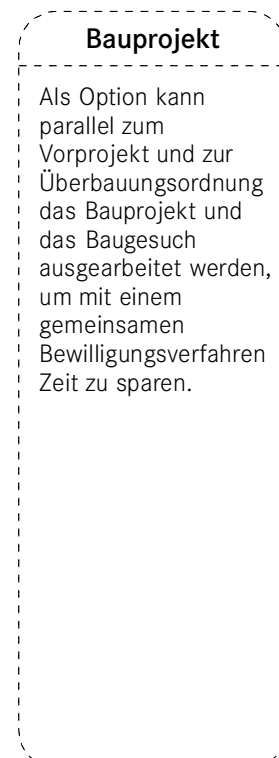 Bauprojekt
Als Option kann
parallel zum
Vorprojekt und zur
Überbauungsordnung
das Bauprojekt und
das Baugesuch
ausgearbeitet werden,
um mit einem
gemeinsamen
Bewilligungsverfahren
Zeit zu sparen.